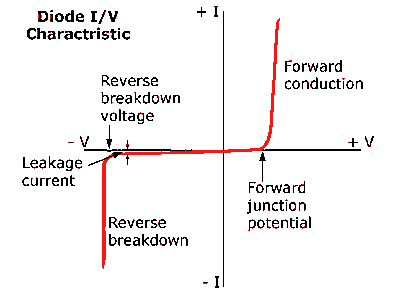 Diode I/V
Charactristic
+ I
Forward
conduction
Reverse
breakdown
voltage
- V
+ V
Leakage
current
Forward
junction
potential
Reverse
breakdown
- I